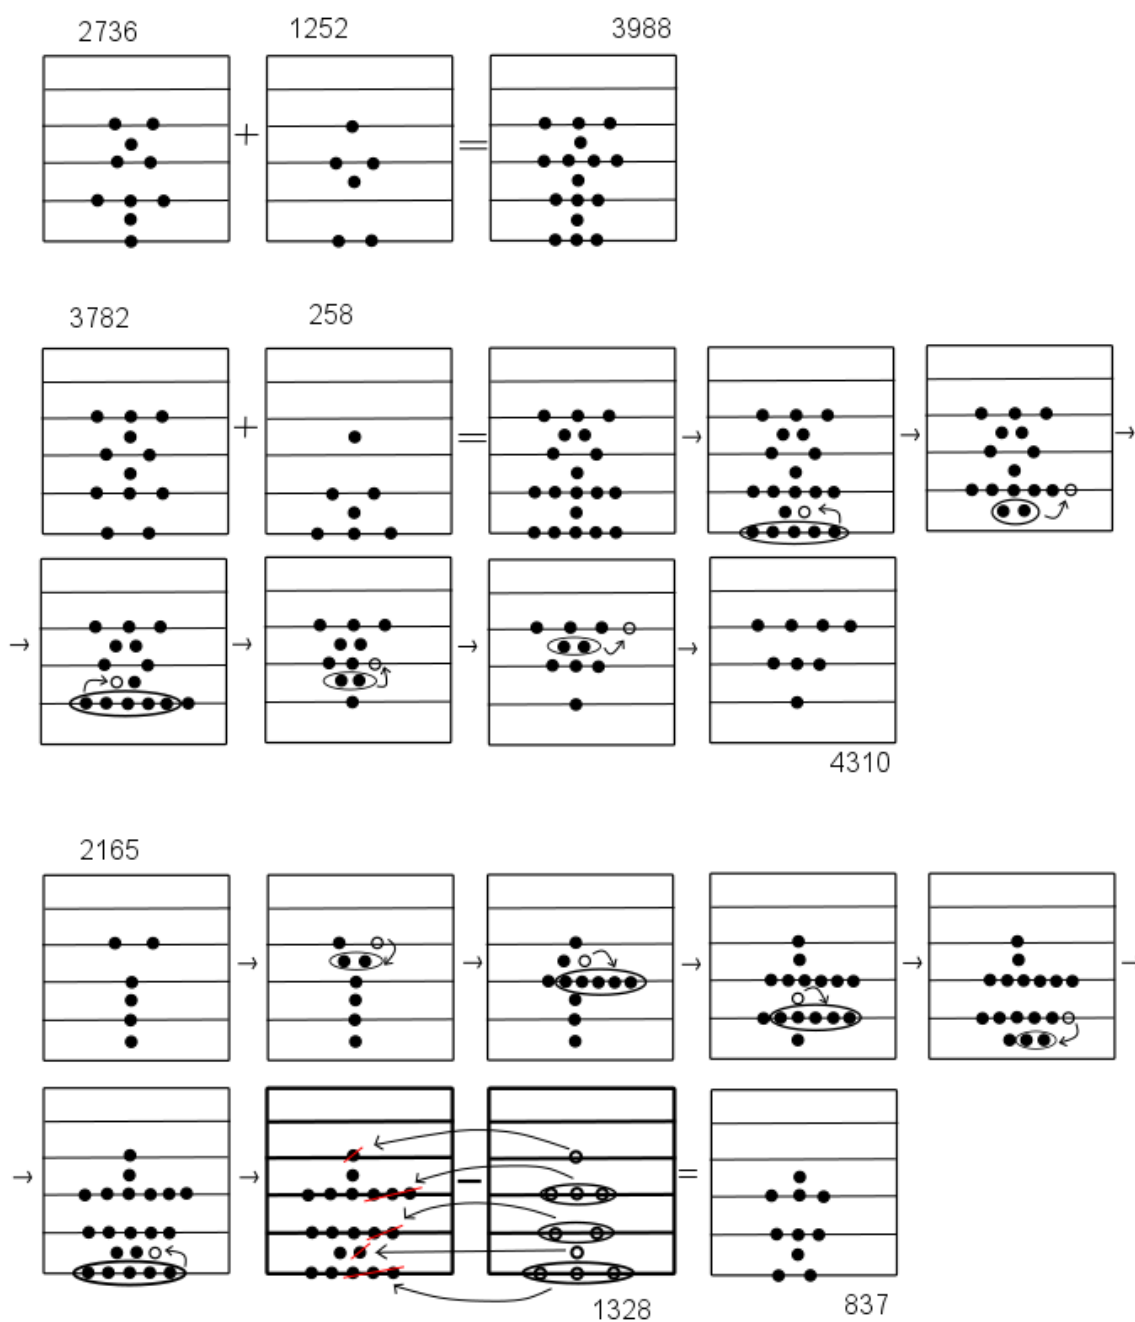 2736 + 1252 = 3988
3782 + 258 =
4310
2165
− =
1328 837